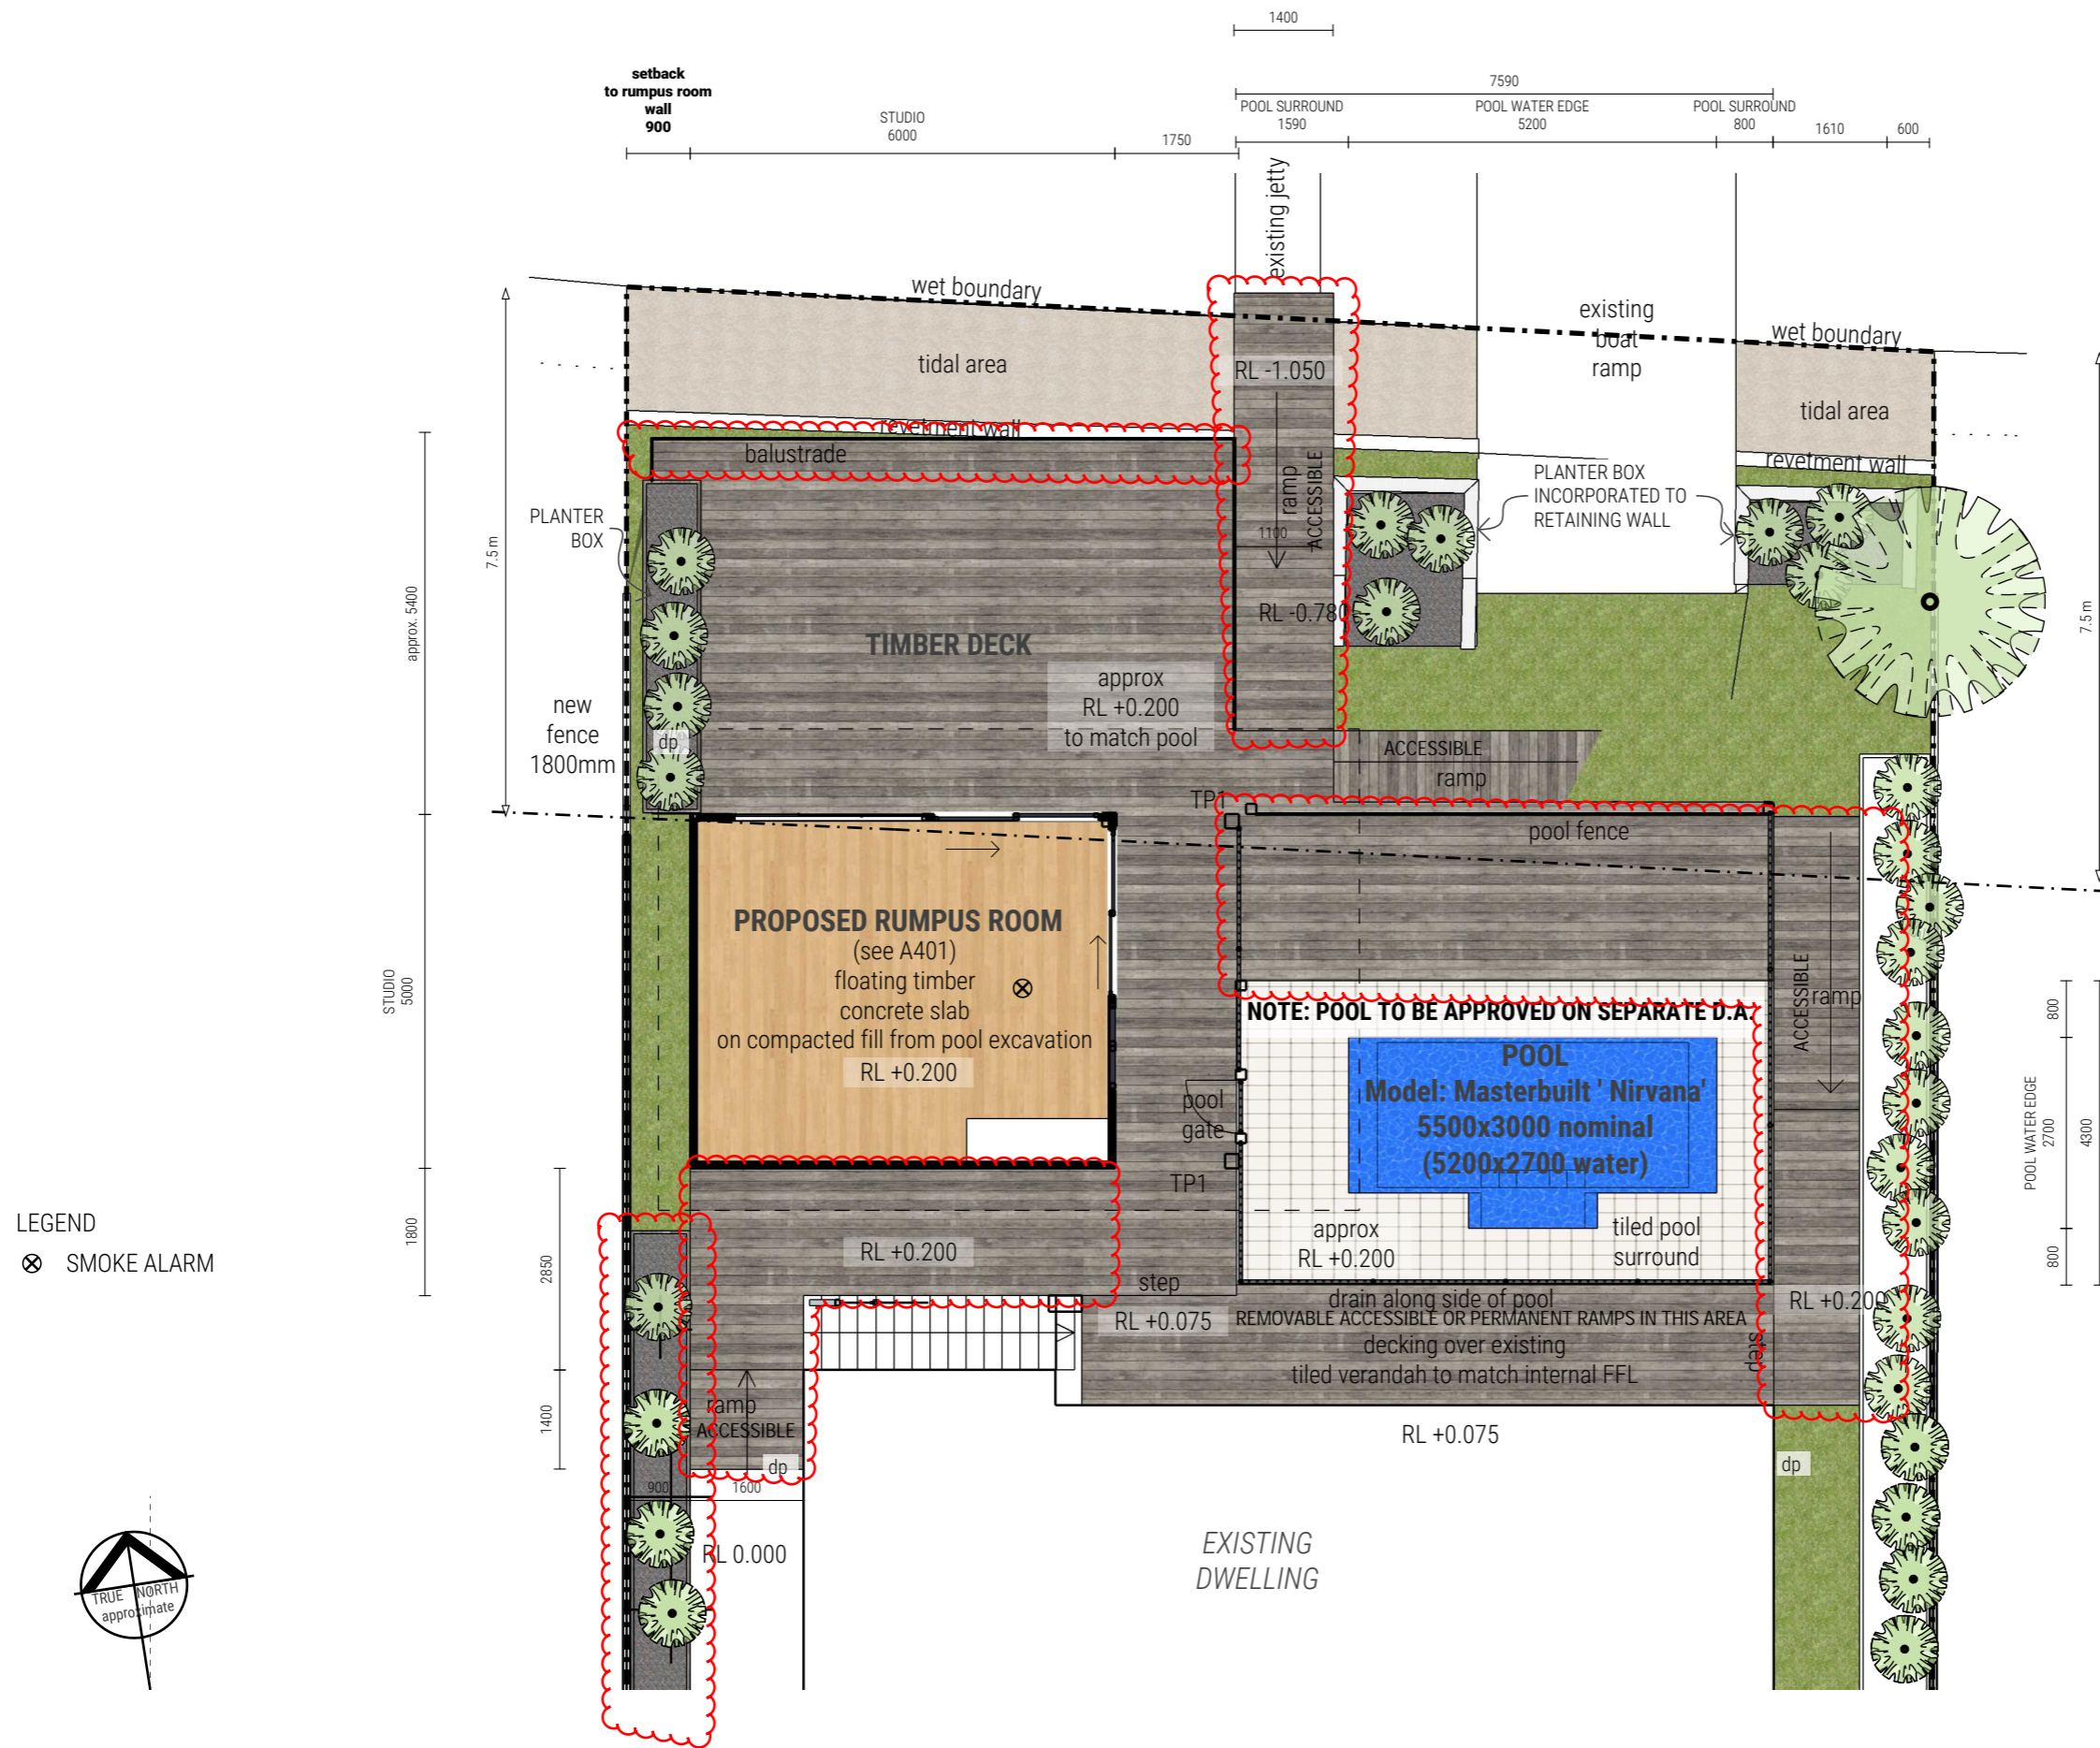 1400
7590
setback
to rumpus room
wall
900
STUDIO
6000
1750
POOL SURROUND
1590
POOL WATER EDGE
5200
POOL SURROUND
800
1610
600
existing jetty
wet boundary
existing
boat
ramp
wet boundary
tidal area
RL -1.050
tidal area
revetment wall
balustrade
revetment wall
PLANTER BOX
INCORPORATED TO
RETAINING WALL
PLANTER
BOX
ramp
ACCESSIBLE
1100
7.5 m
approx. 5400
7.5 m
RL -0.780
TIMBER DECK
approx
RL +0.200
to match pool
new
fence
1800mm
dp
ACCESSIBLE
ramp
TP1
pool fence
PROPOSED RUMPUS ROOM
(see A401)
floating timber
concrete slab
on compacted fill from pool excavation
RL +0.200
STUDIO
5000
ACCESSIBLE
ramp
NOTE: POOL TO BE APPROVED ON SEPARATE D.A.
POOL
Model: Masterbuilt ' Nirvana'
5500x3000 nominal
(5200x2700 water)
pool
gate
TP1
800
POOL WATER EDGE
2700
4300
800
approx
RL +0.200
tiled pool
surround
LEGEND
SMOKE ALARM
1800
2850
1400
RL +0.200
step
RL +0.075
drain along side of pool
REMOVABLE ACCESSIBLE OR PERMANENT RAMPS IN THIS AREA
decking over existing
tiled verandah to match internal FFL
RL +0.200
step
ramp
ACCESSIBLE
dp
RL +0.075
dp
900
1600
RL 0.000
EXISTING
DWELLING
TRUE NORTH
approximate